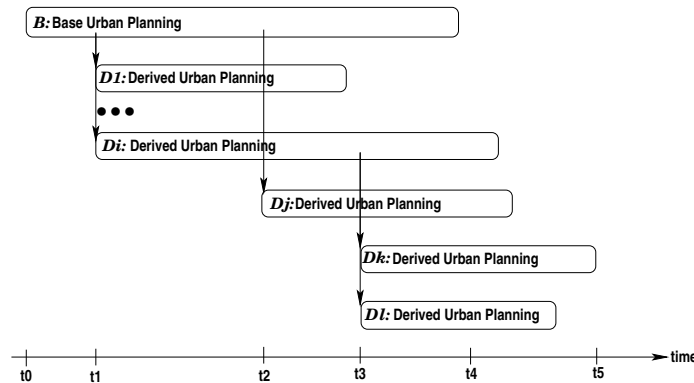 B: Base Urban Planning
D1: Derived Urban Planning
Di: Derived Urban Planning
Dj: Derived Urban Planning
Dk: Derived Urban Planning
Dl: Derived Urban Planning
time
t0 t1 t2 t3 t4 t5